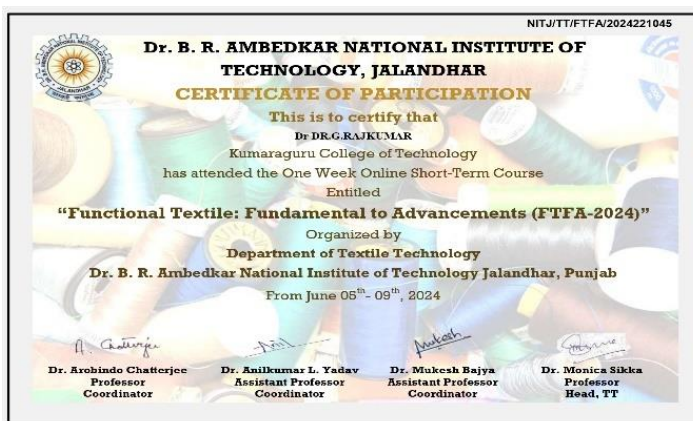 NITJ/TT/FTFA/2024221045
Dr. B. R. AMBEDKAR NATIONAL INSTITUTE OF
TECHNOLOGY, JALANDHAR
CERTIFICATE OF PARTICIPATION
This is to certify that
Dr DR.G.RAJKUMAR
Kumaraguru College of Technology
has attended the One Week Online Short-Term Course
Entitled
“Functional Textile: Fundamental to Advancements (FTFA-2024)”
Organized by
Department of Textile Technology
Dr. B. R. Ambedkar National Institute of Technology Jalandhar, Punjab
From June 05th- 09th, 2024
A. Chatterjee
Anil
Mukesh
Dr. Arobindo Chatterjee
Professor
Coordinator
Dr. Anilkumar L. Yadav
Assistant Professor
Coordinator
Dr. Mukesh Bajya
Assistant Professor
Coordinator
Dr. Monica Sikka
Professor
Head, TT